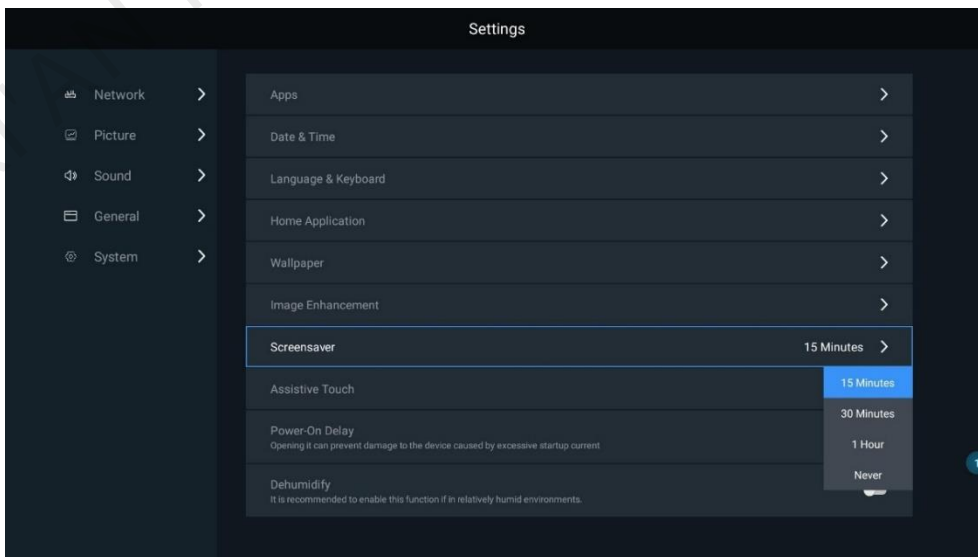 Settings
Network
Picture
Sound
General
System
Apps
Date & Time
Language & Keyboard
Home Application
Wallpaper
Image Enhancement
Screensaver 15 Minutes
Assistive Touch
15 Minutes
30 Minutes
1 Hour
Never
Power-On Delay
Opening it can prevent damage to the device caused by excessive startup current
Dehumidify
It is recommended to enable this function if in relatively humid environments.